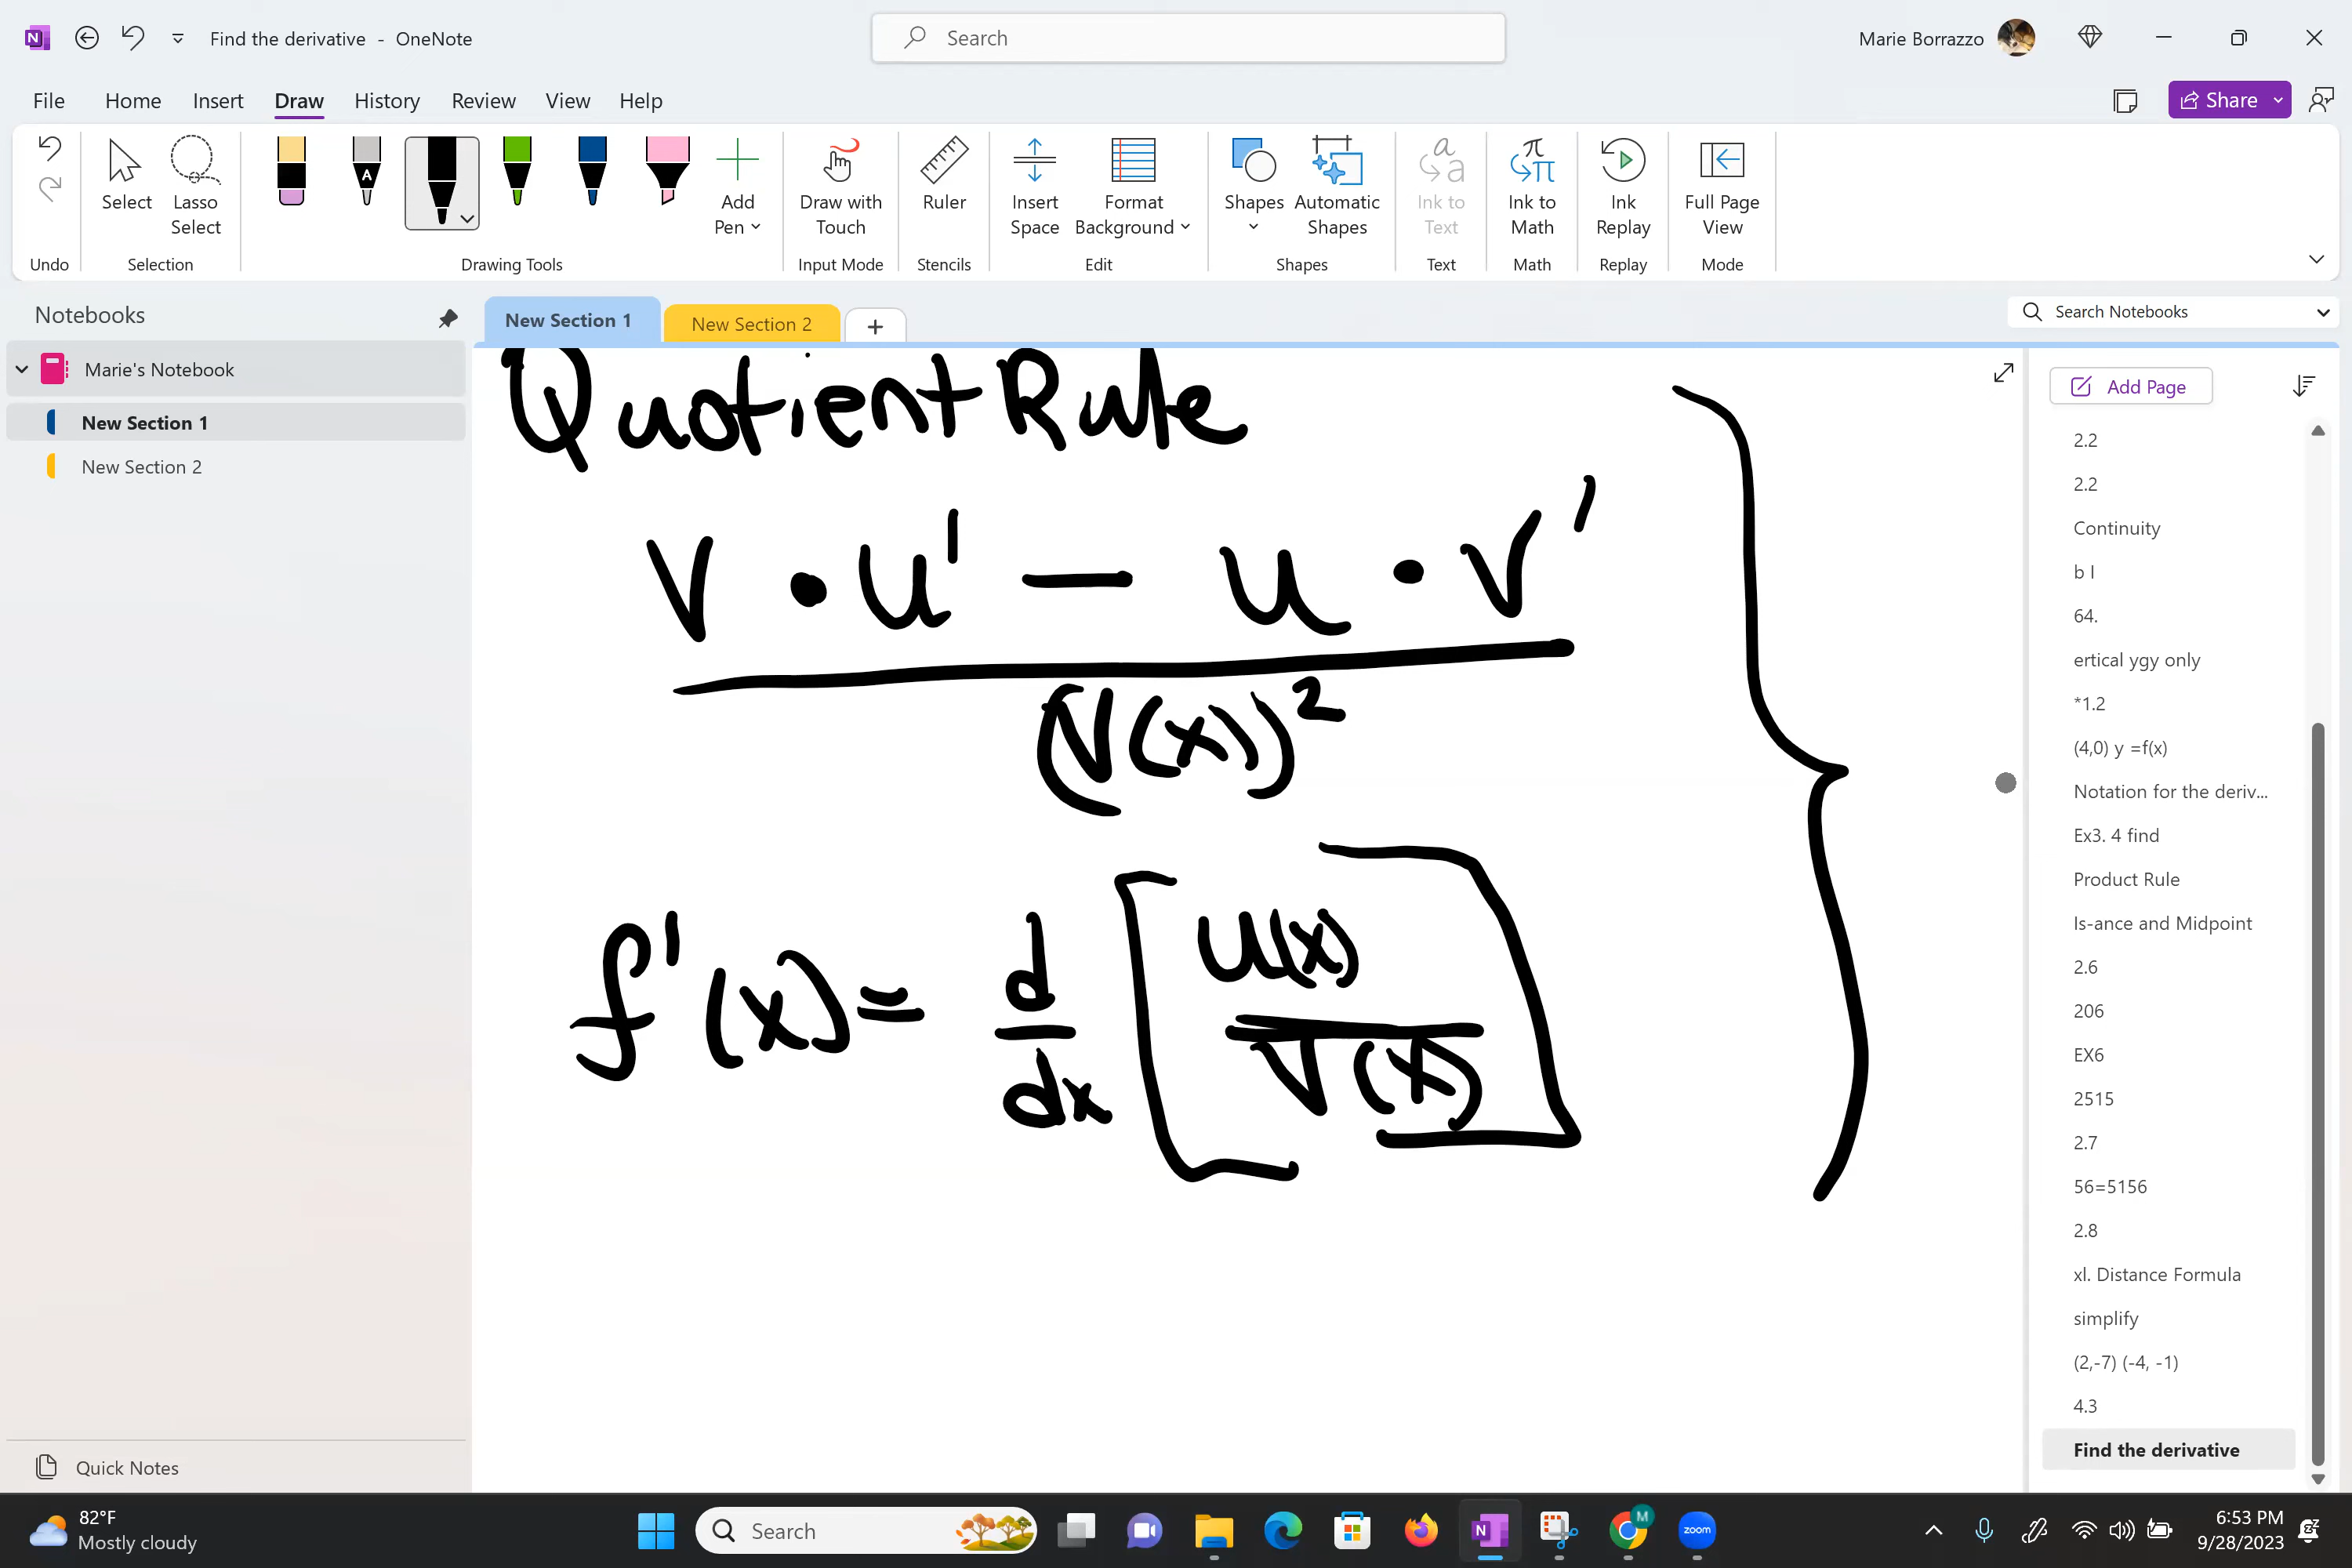 Find the derivative - OneNote
Search
Marie Borrazzo
File Home Insert Draw History Review View Help
Share
Select
Lasso Select
A
Add Pen
Draw with Touch
Ruler
Insert Space
Format Background
Shapes
Automatic Shapes
Ink to Text
Ink to Math
Ink Replay
Full Page View
Undo Selection Drawing Tools Input Mode Stencils Edit Shapes Text Math Replay Mode
Notebooks
Marie's Notebook
New Section 1
New Section 2
Quick Notes
New Section 1 New Section 2 +
Search Notebooks
Quotient Rule
V • u' — u • v'
(V(x))²
f'(x) = d/dx [u(x)/V(x)]
Add Page
2.2
2.2
Continuity
b I
64.
ertical ygy only
*1.2
(4,0) y =f(x)
Notation for the deriv...
Ex3. 4 find
Product Rule
Is-ance and Midpoint
2.6
206
EX6
2515
2.7
56=5156
2.8
xl. Distance Formula
simplify
(2,-7) (-4, -1)
4.3
Find the derivative
82°F
Mostly cloudy
Search
M
zoom
6:53 PM
9/28/2023